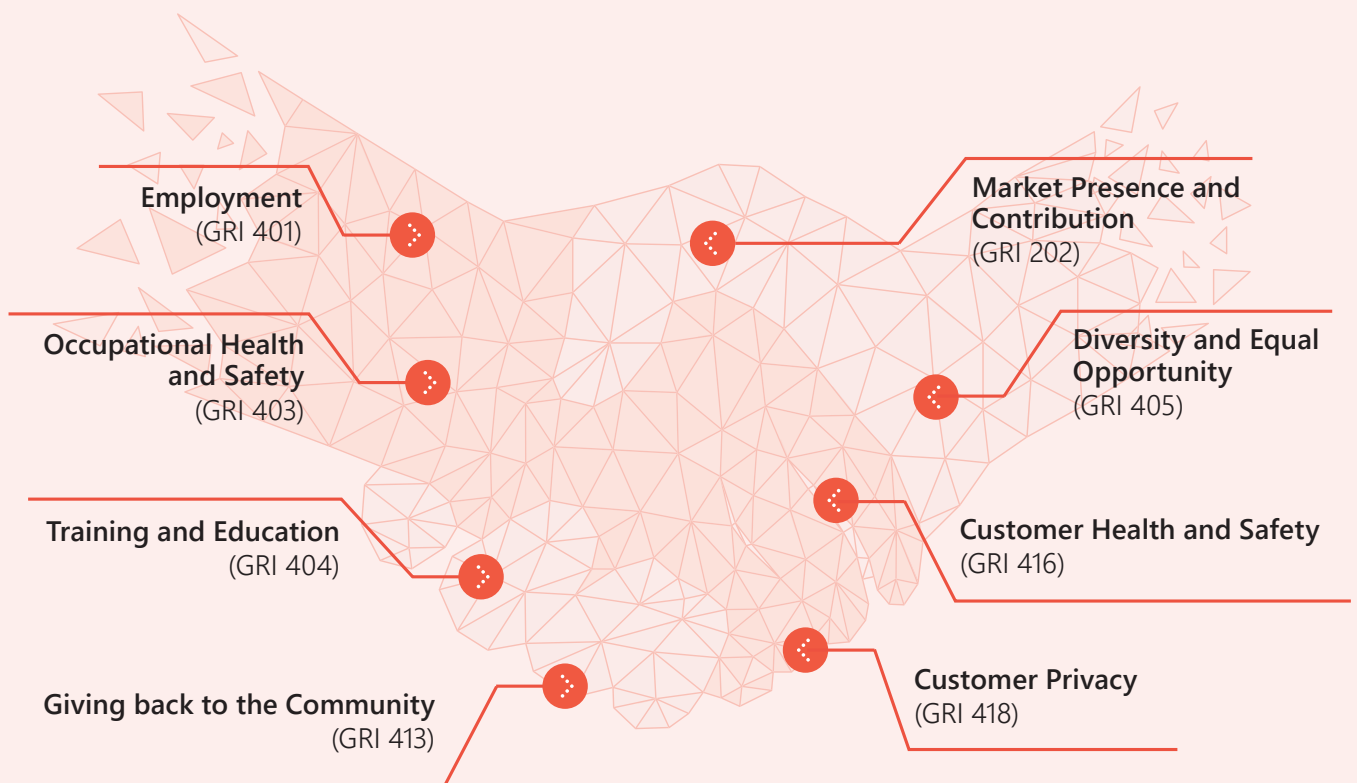 Employment
(GRI 401)
Occupational Health
and Safety
(GRI 403)
Training and Education
(GRI 404)
Giving back to the Community
(GRI 413)
Market Presence and
Contribution
(GRI 202)
Diversity and Equal
Opportunity
(GRI 405)
Customer Health and Safety
(GRI 416)
Customer Privacy
(GRI 418)